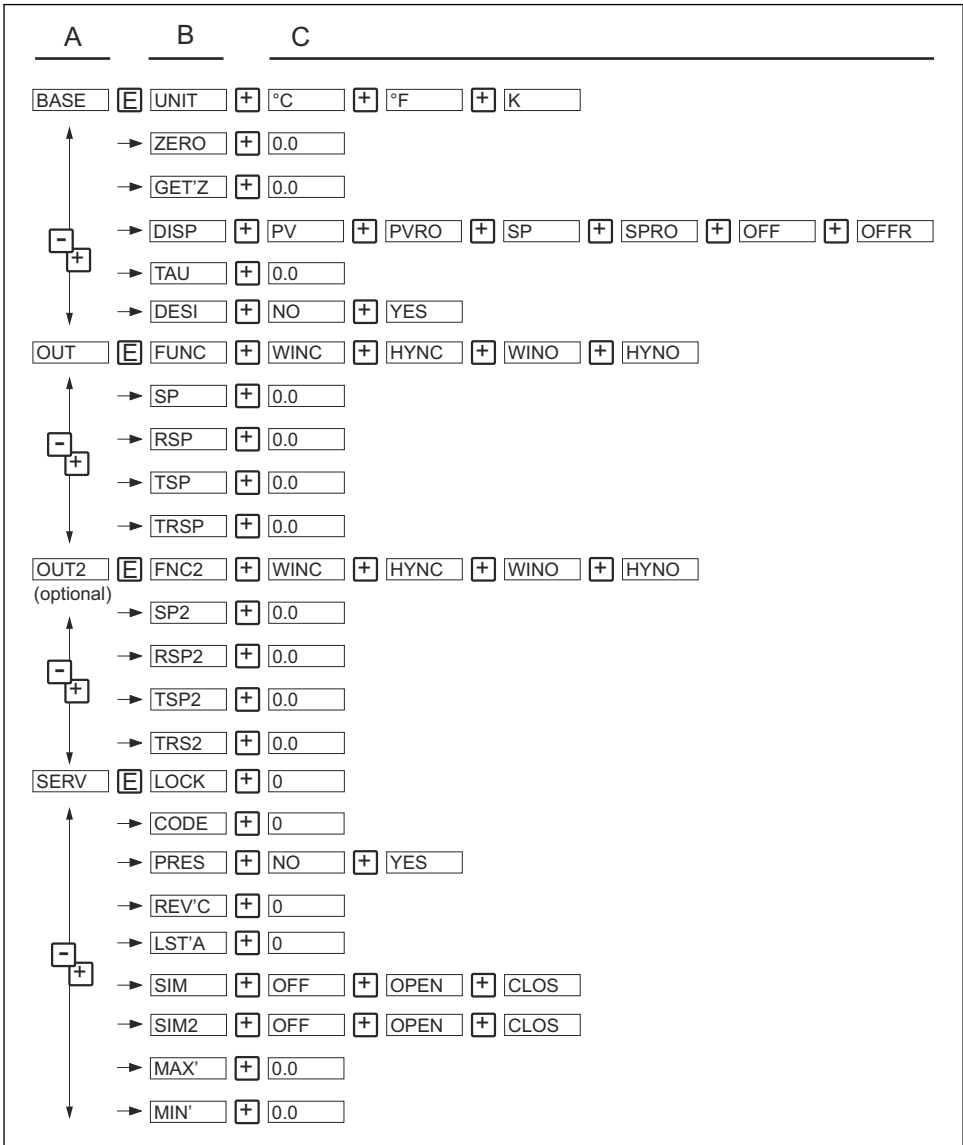 A B C
BASE E UNIT + °C + °F + K
ZERO + 0.0
GET'Z + 0.0
DISP + PV + PVRO + SP + SPRO + OFF + OFFR
- +
TAU + 0.0
DESI + NO + YES
OUT E FUNC + WINC + HYNC + WINO + HYNO
SP + 0.0
RSP + 0.0
- +
TSP + 0.0
TRSP + 0.0
OUT2 E FNC2 + WINC + HYNC + WINO + HYNO
(optional)
SP2 + 0.0
RSP2 + 0.0
- +
TSP2 + 0.0
TRS2 + 0.0
SERV E LOCK + 0
CODE + 0
PRES + NO + YES
REV'C + 0
LST'A + 0
- +
SIM + OFF + OPEN + CLOS
SIM2 + OFF + OPEN + CLOS
MAX' + 0.0
MIN' + 0.0